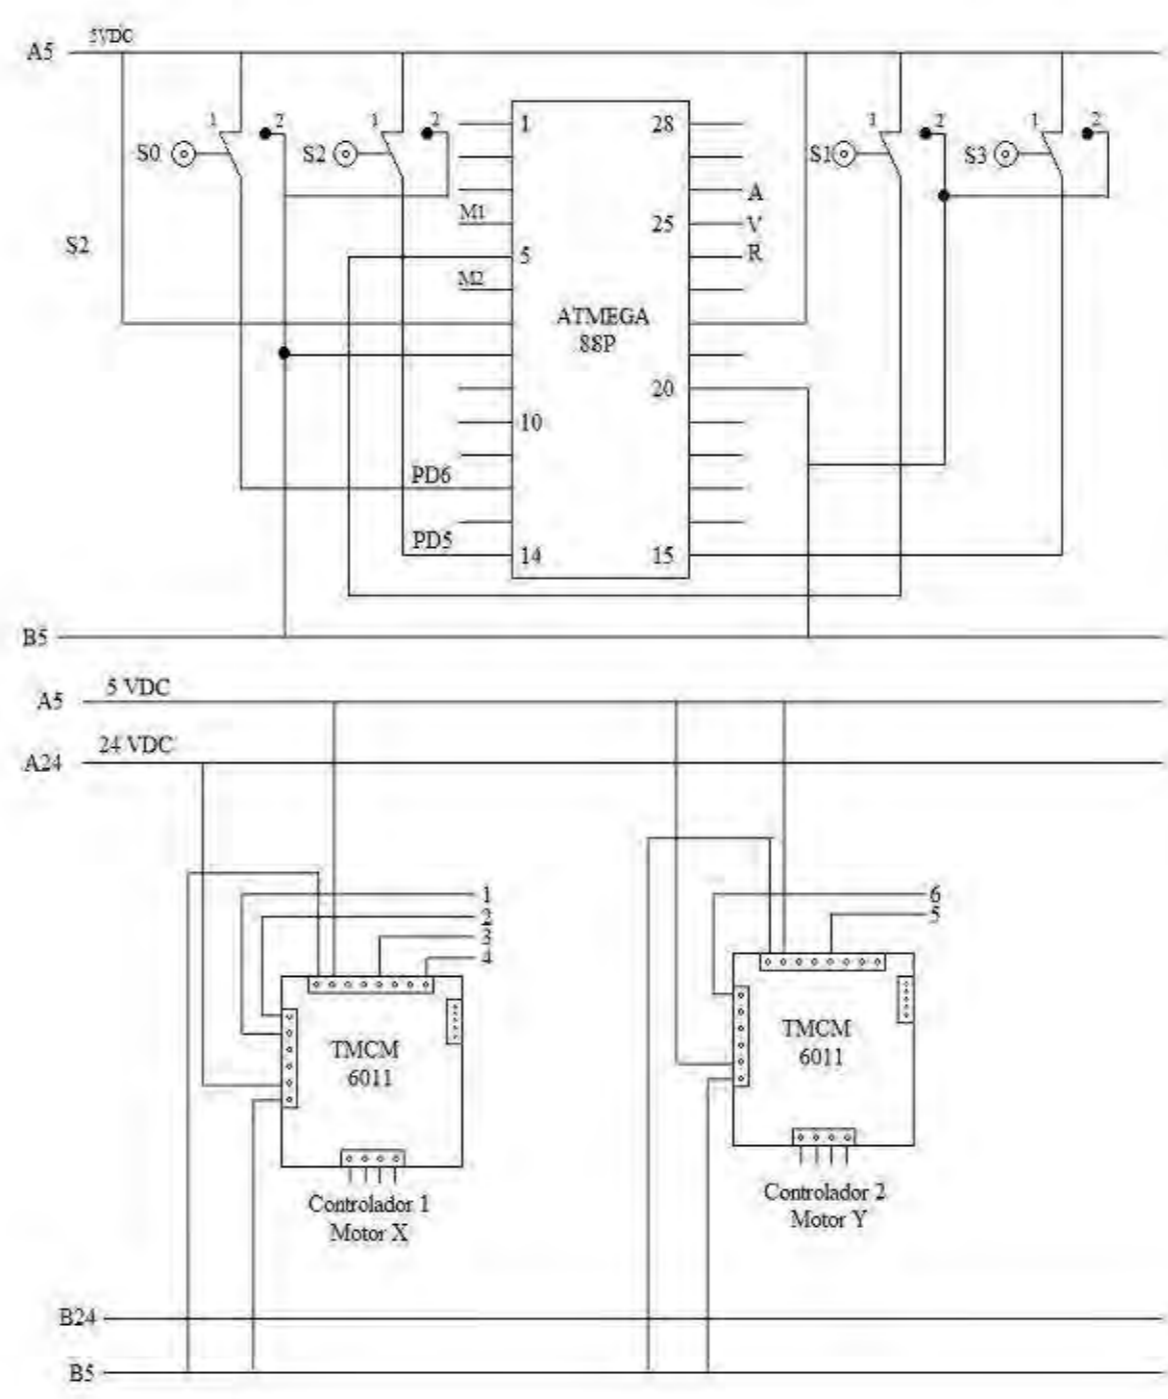 5VDC
A5
1 2 1 2 1 28 1 2 1 2
S0 S2 S1 S3
A
M1 25 V
S2 5 R
M2
ATMEGA
88P
20
10
PD6
PD5 14 15
B5
5 VDC
A5
24 VDC
A24
1
2
3
4
6
5
TMCM
6011
TMCM
6011
Controlador 1
Motor X
Controlador 2
Motor Y
B24
B5